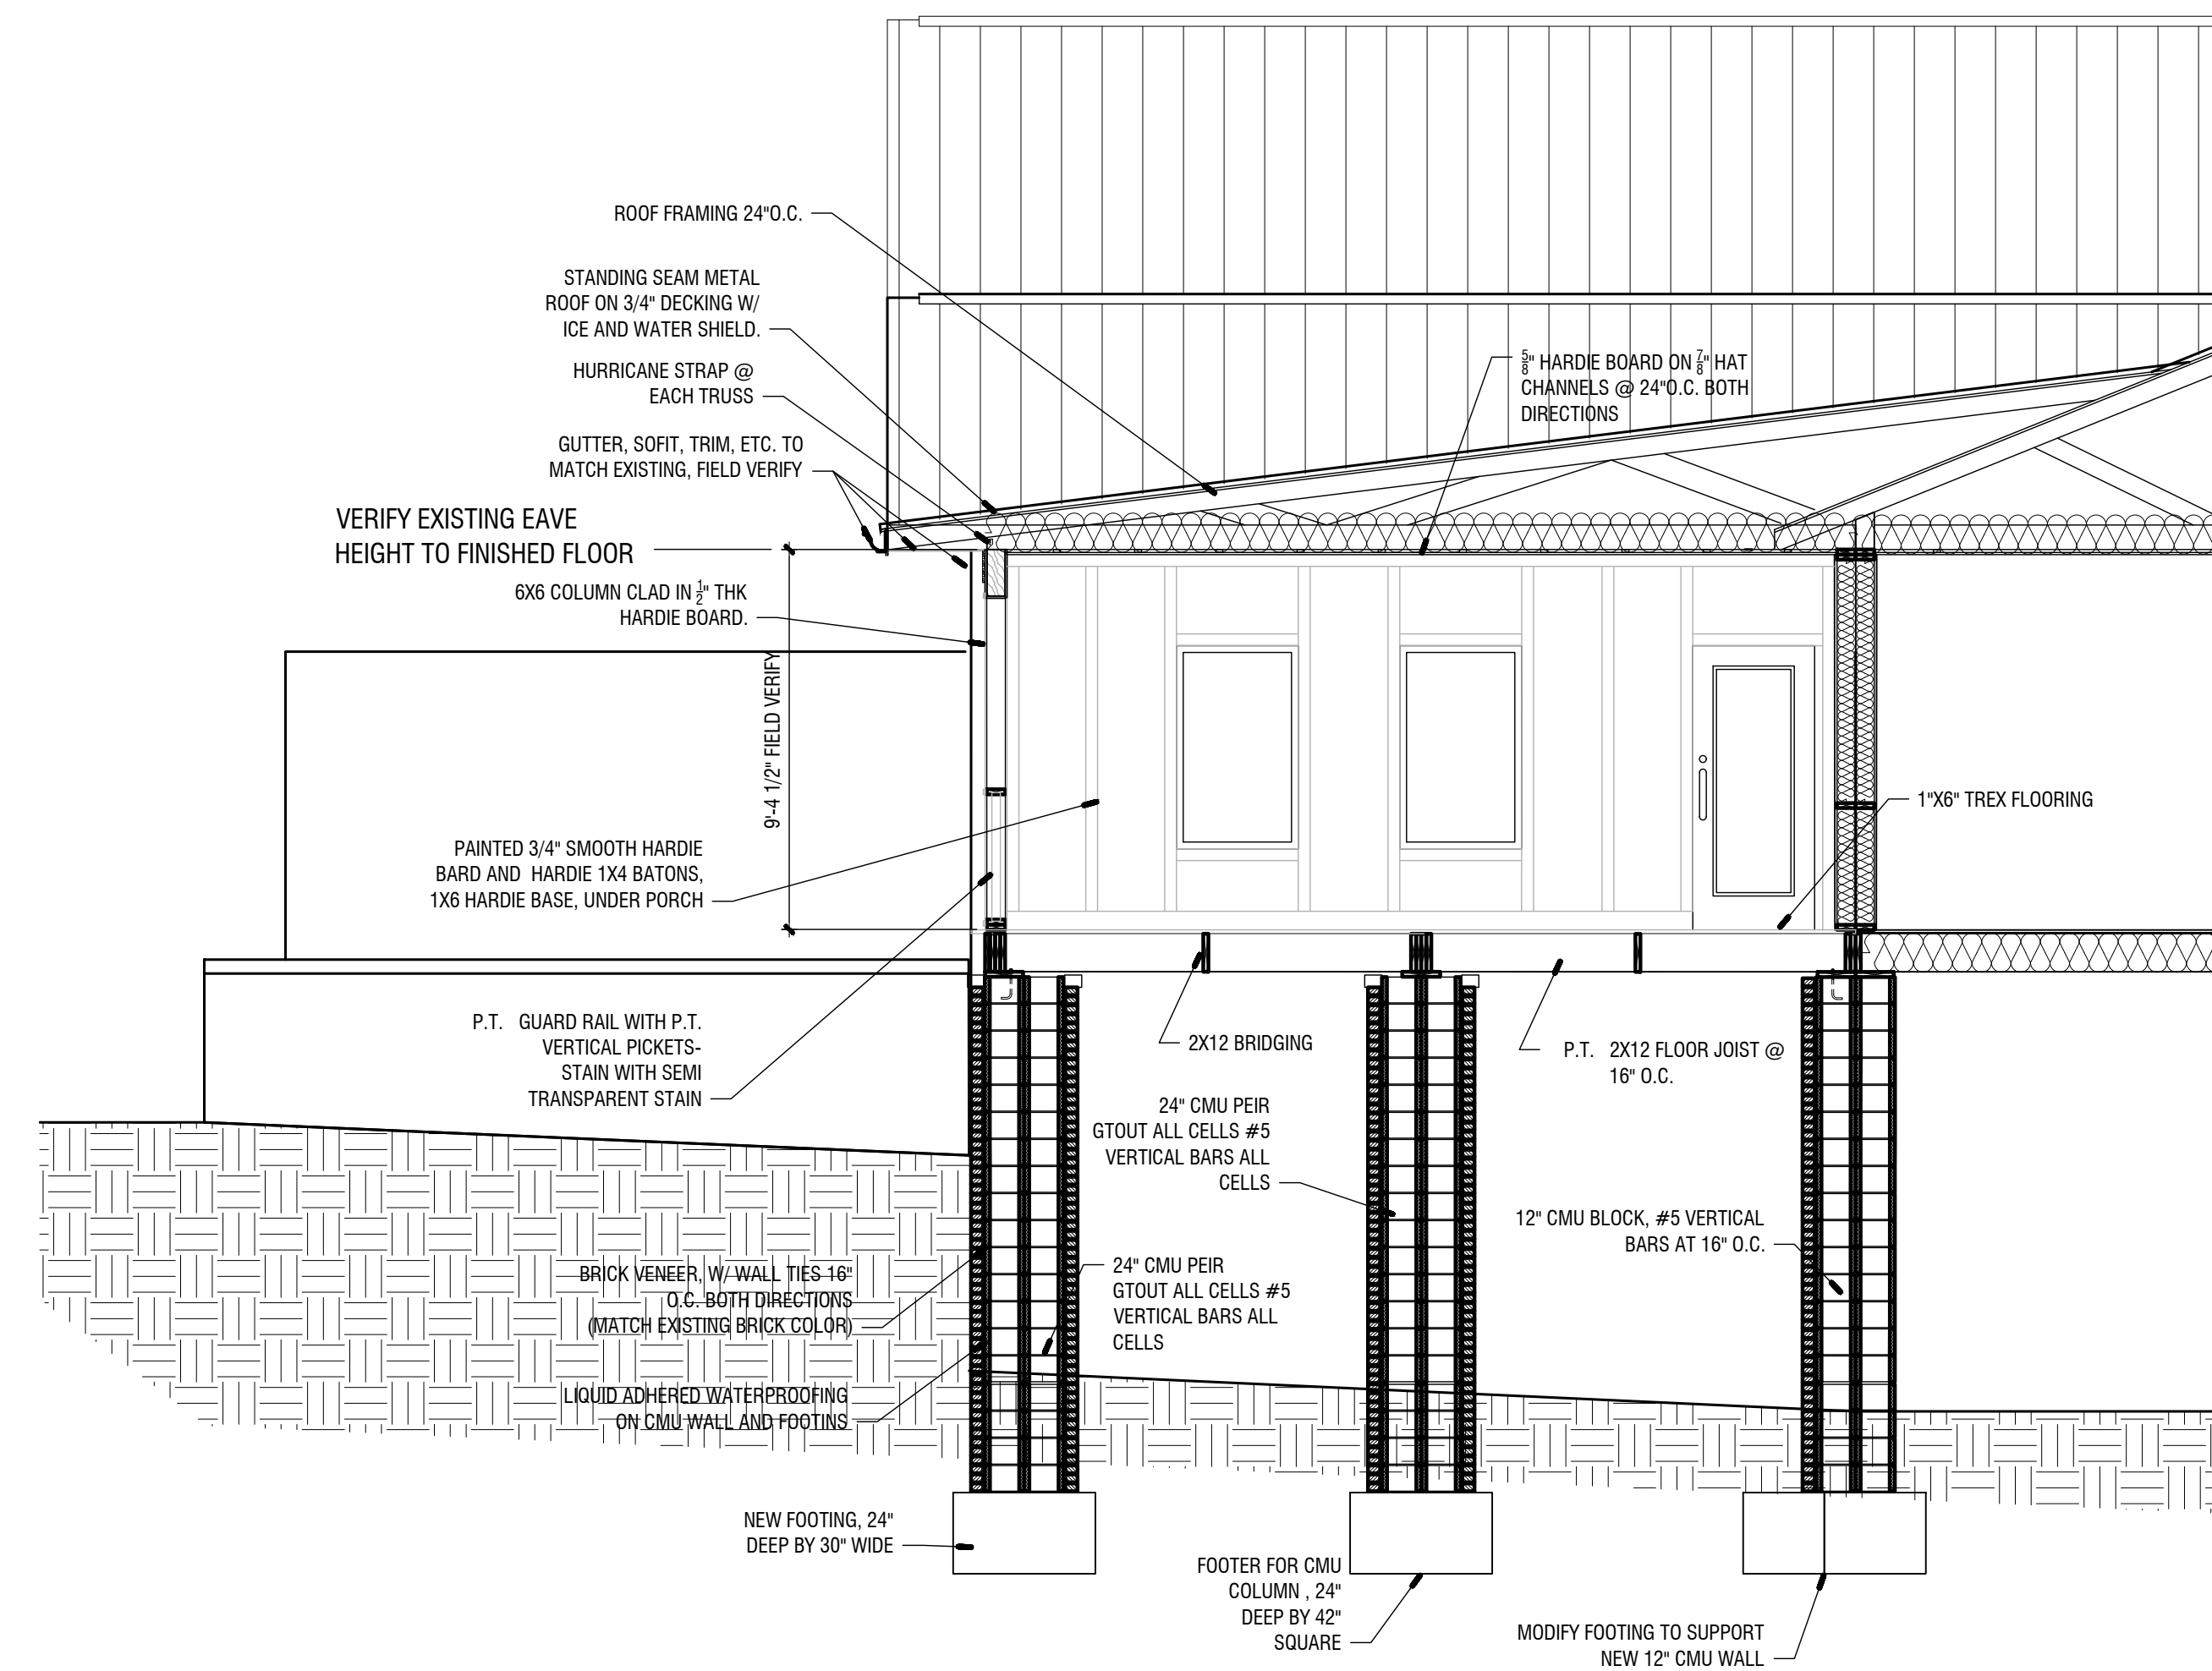 ROOF FRAMING 24"O.C.
STANDING SEAM METAL
ROOF ON 3/4" DECKING W/
ICE AND WATER SHIELD.
HURRICANE STRAP @
EACH TRUSS
GUTTER, SOFIT, TRIM, ETC. TO
MATCH EXISTING, FIELD VERIFY
5/8" HARDIE BOARD ON 7/8" HAT
CHANNELS @ 24"O.C. BOTH
DIRECTIONS
VERIFY EXISTING EAVE
HEIGHT TO FINISHED FLOOR
6X6 COLUMN CLAD IN 1/2" THK
HARDIE BOARD.
9'-4 1/2" FIELD VERIFY
1"X6" TREX FLOORING
PAINTED 3/4" SMOOTH HARDIE
BARD AND HARDIE 1X4 BATONS,
1X6 HARDIE BASE, UNDER PORCH
P.T. GUARD RAIL WITH P.T.
VERTICAL PICKETS-
STAIN WITH SEMI
TRANSPARENT STAIN
2X12 BRIDGING
P.T. 2X12 FLOOR JOIST @
16" O.C.
24" CMU PEIR
GTOUT ALL CELLS #5
VERTICAL BARS ALL
CELLS
12" CMU BLOCK, #5 VERTICAL
BARS AT 16" O.C.
BRICK VENEER, W/ WALL TIES 16"
O.C. BOTH DIRECTIONS
(MATCH EXISTING BRICK COLOR)
24" CMU PEIR
GTOUT ALL CELLS #5
VERTICAL BARS ALL
CELLS
LIQUID ADHERED WATERPROOFING
ON CMU WALL AND FOOTINS
NEW FOOTING, 24"
DEEP BY 30" WIDE
FOOTER FOR CMU
COLUMN , 24"
DEEP BY 42"
SQUARE
MODIFY FOOTING TO SUPPORT
NEW 12" CMU WALL